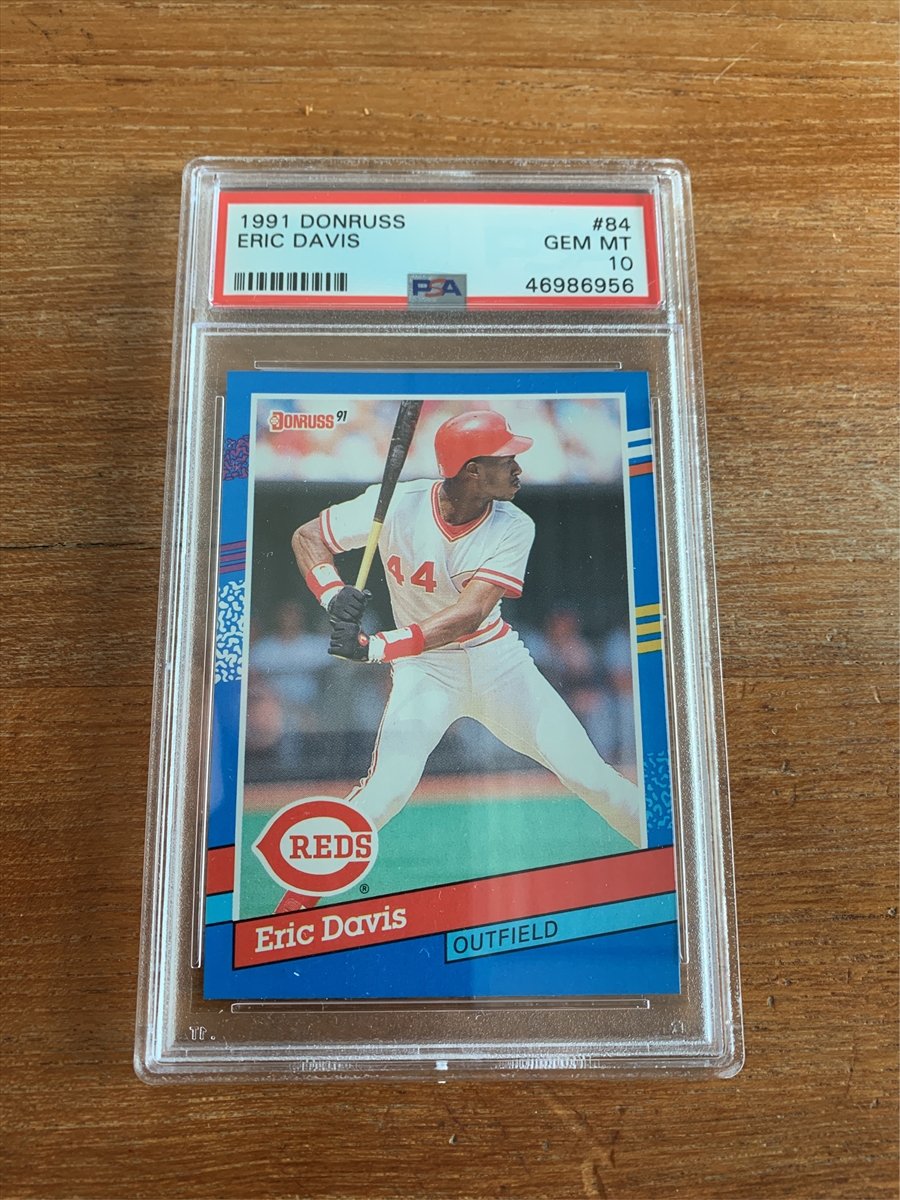 1991 DONRUSS #84
ERIC DAVIS GEM MT
10
PSA 46986956
DONRUSS 91
44
REDS
®
Eric Davis
OUTFIELD